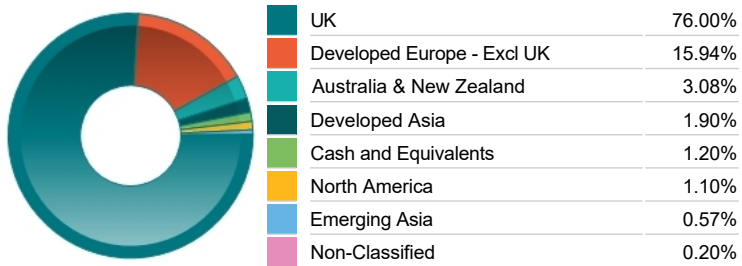 UK 76.00%
Developed Europe - Excl UK 15.94%
Australia & New Zealand 3.08%
Developed Asia 1.90%
Cash and Equivalents 1.20%
North America 1.10%
Emerging Asia 0.57%
Non-Classified 0.20%